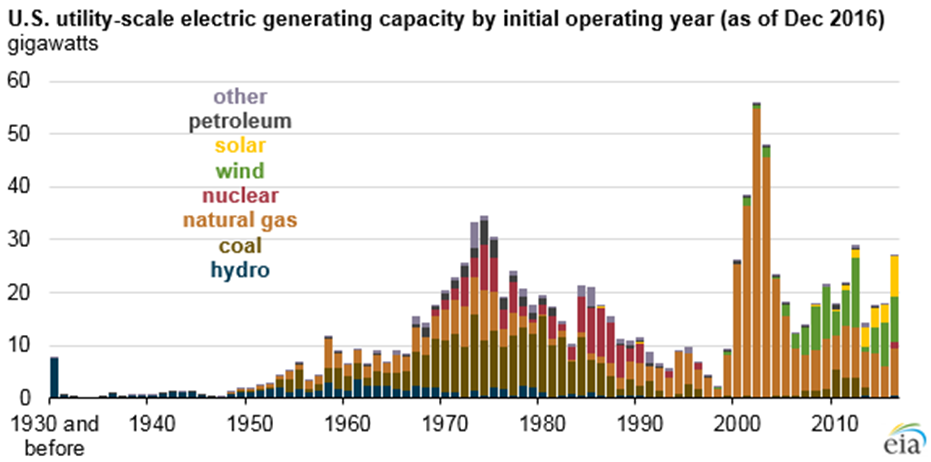 U.S. utility-scale electric generating capacity by initial operating year (as of Dec 2016)
gigawatts
60
50
40
30
20
10
0
other
petroleum
solar
wind
nuclear
natural gas
coal
hydro
1930 and before
1940
1950
1960
1970
1980
1990
2000
2010
eia